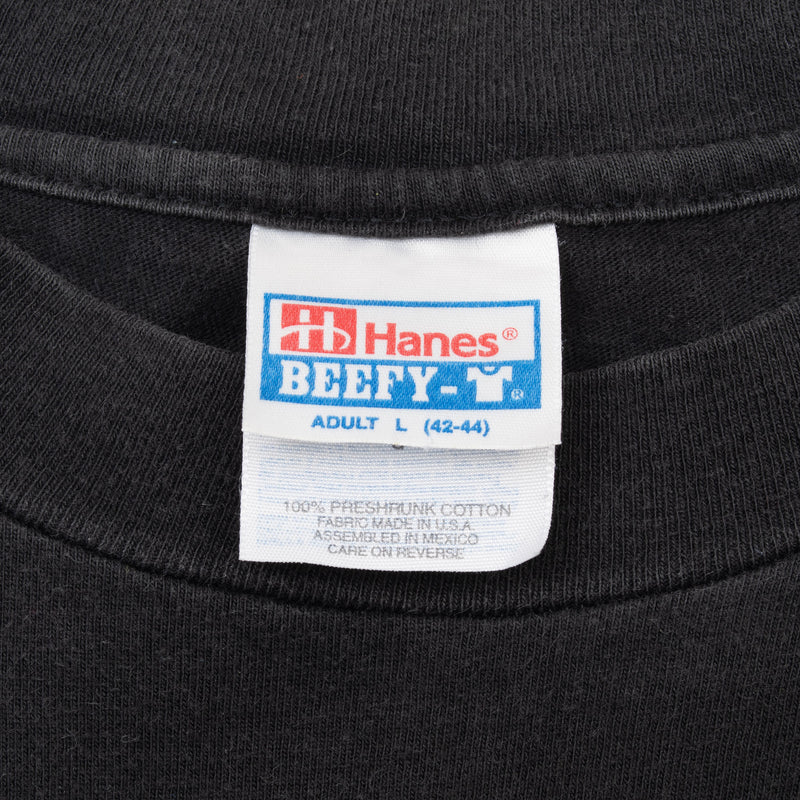 Hanes®
BEEFY-T®
ADULT L (42-44)
100% PRESHRUNK COTTON
FABRIC MADE IN U.S.A
ASSEMBLED IN MEXICO
CARE ON REVERSE